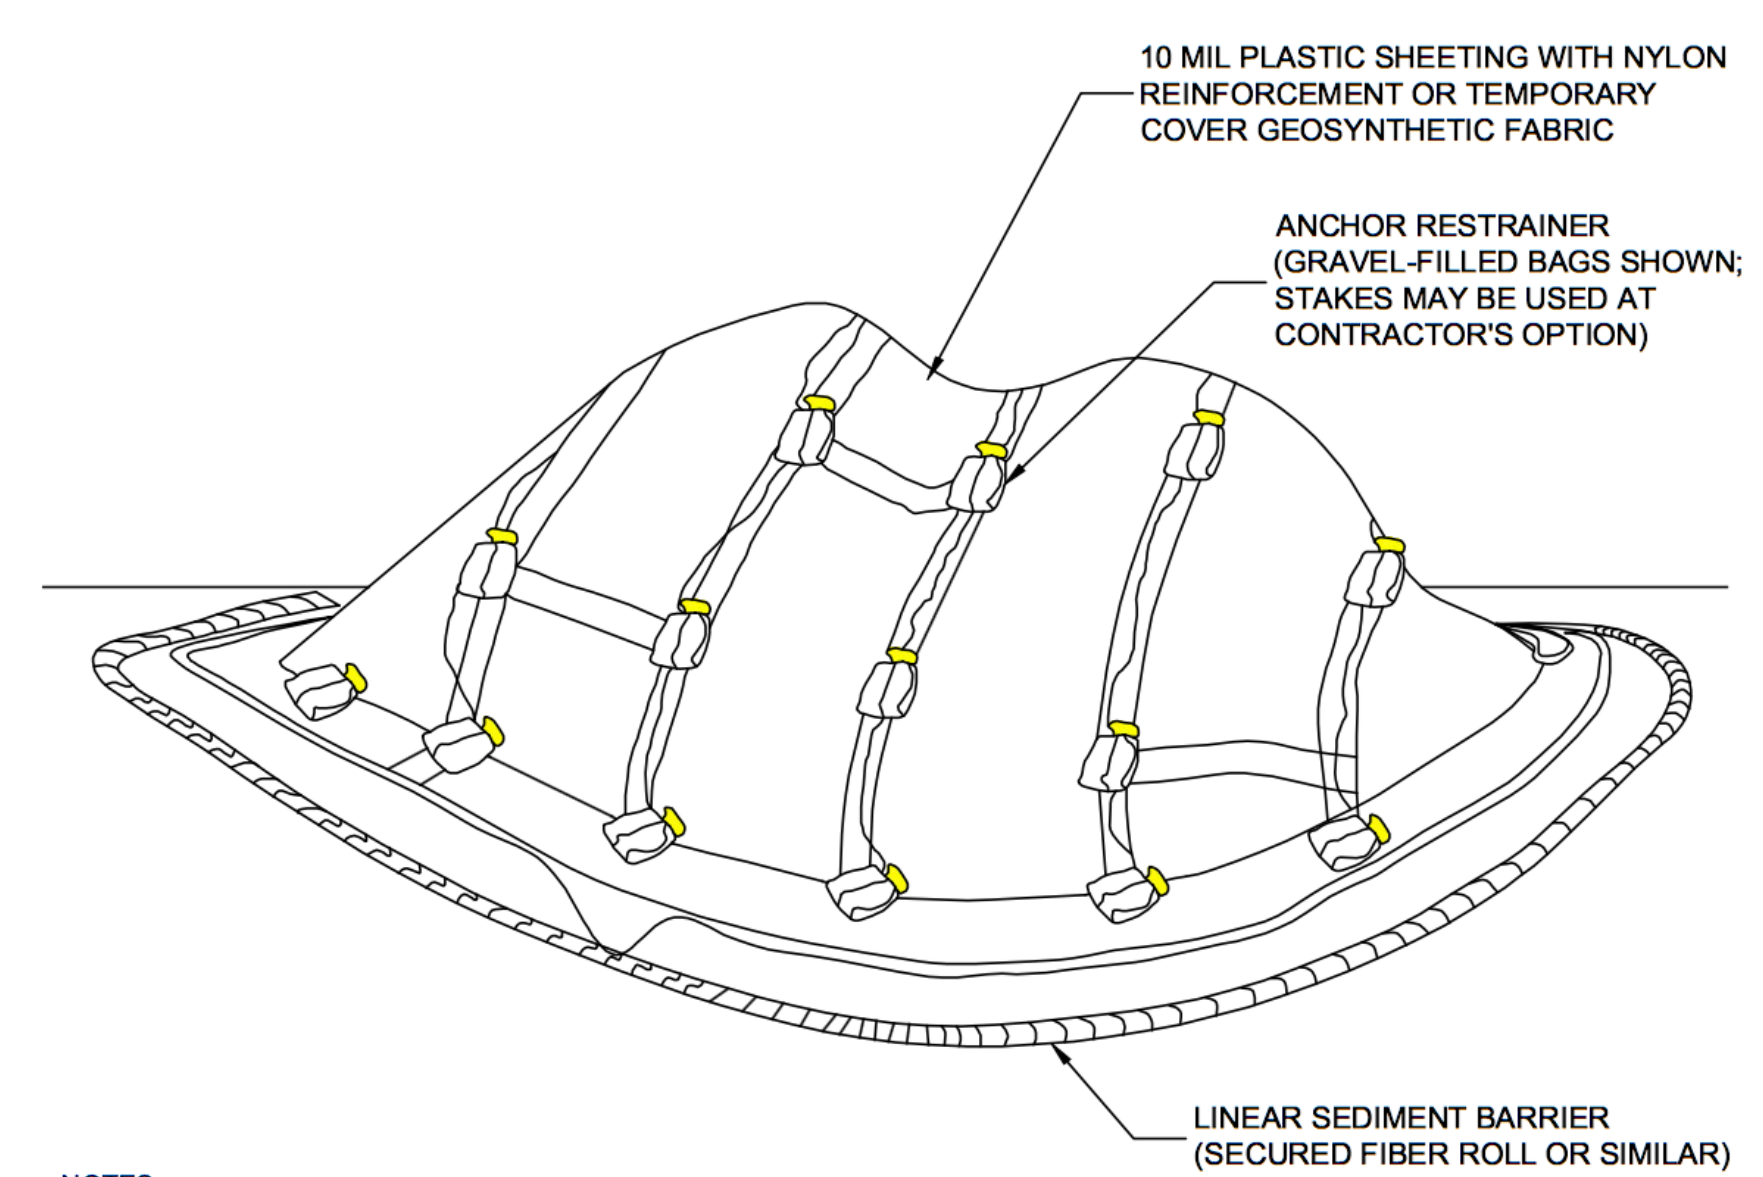 10 MIL PLASTIC SHEETING WITH NYLON
REINFORCEMENT OR TEMPORARY
COVER GEOSYNTHETIC FABRIC
ANCHOR RESTRAINER
(GRAVEL-FILLED BAGS SHOWN;
STAKES MAY BE USED AT
CONTRACTOR'S OPTION)
LINEAR SEDIMENT BARRIER
(SECURED FIBER ROLL OR SIMILAR)